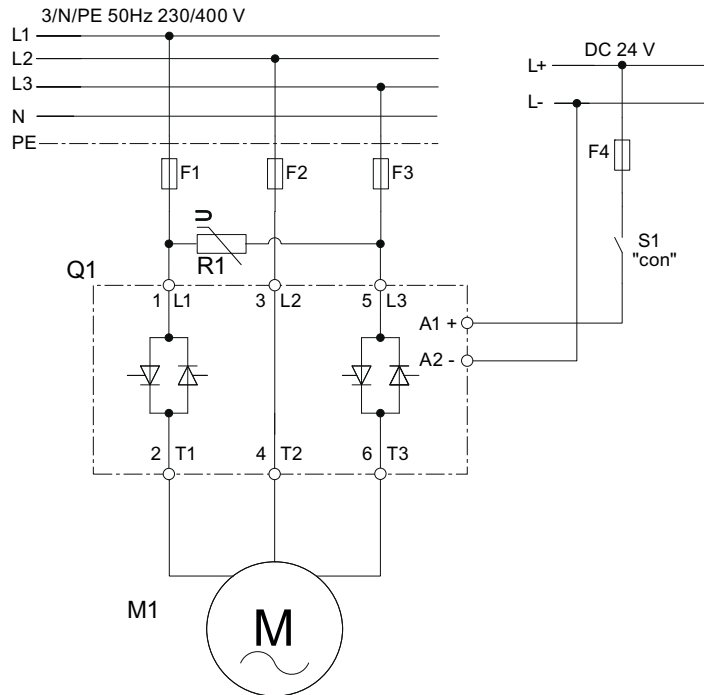 3/N/PE 50Hz 230/400 V
L1
L2
L3
N
PE
DC 24 V
L+
L-
F1
F2
F3
F4
U
R1
S1
"con"
Q1
1 L1
3 L2
5 L3
A1 +
A2 -
2 T1
4 T2
6 T3
M1
M